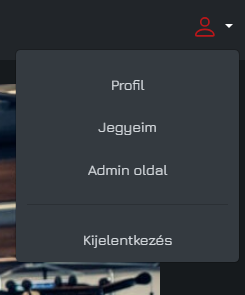 Profil
Jegyeim
Admin oldal
Kijelentkezés